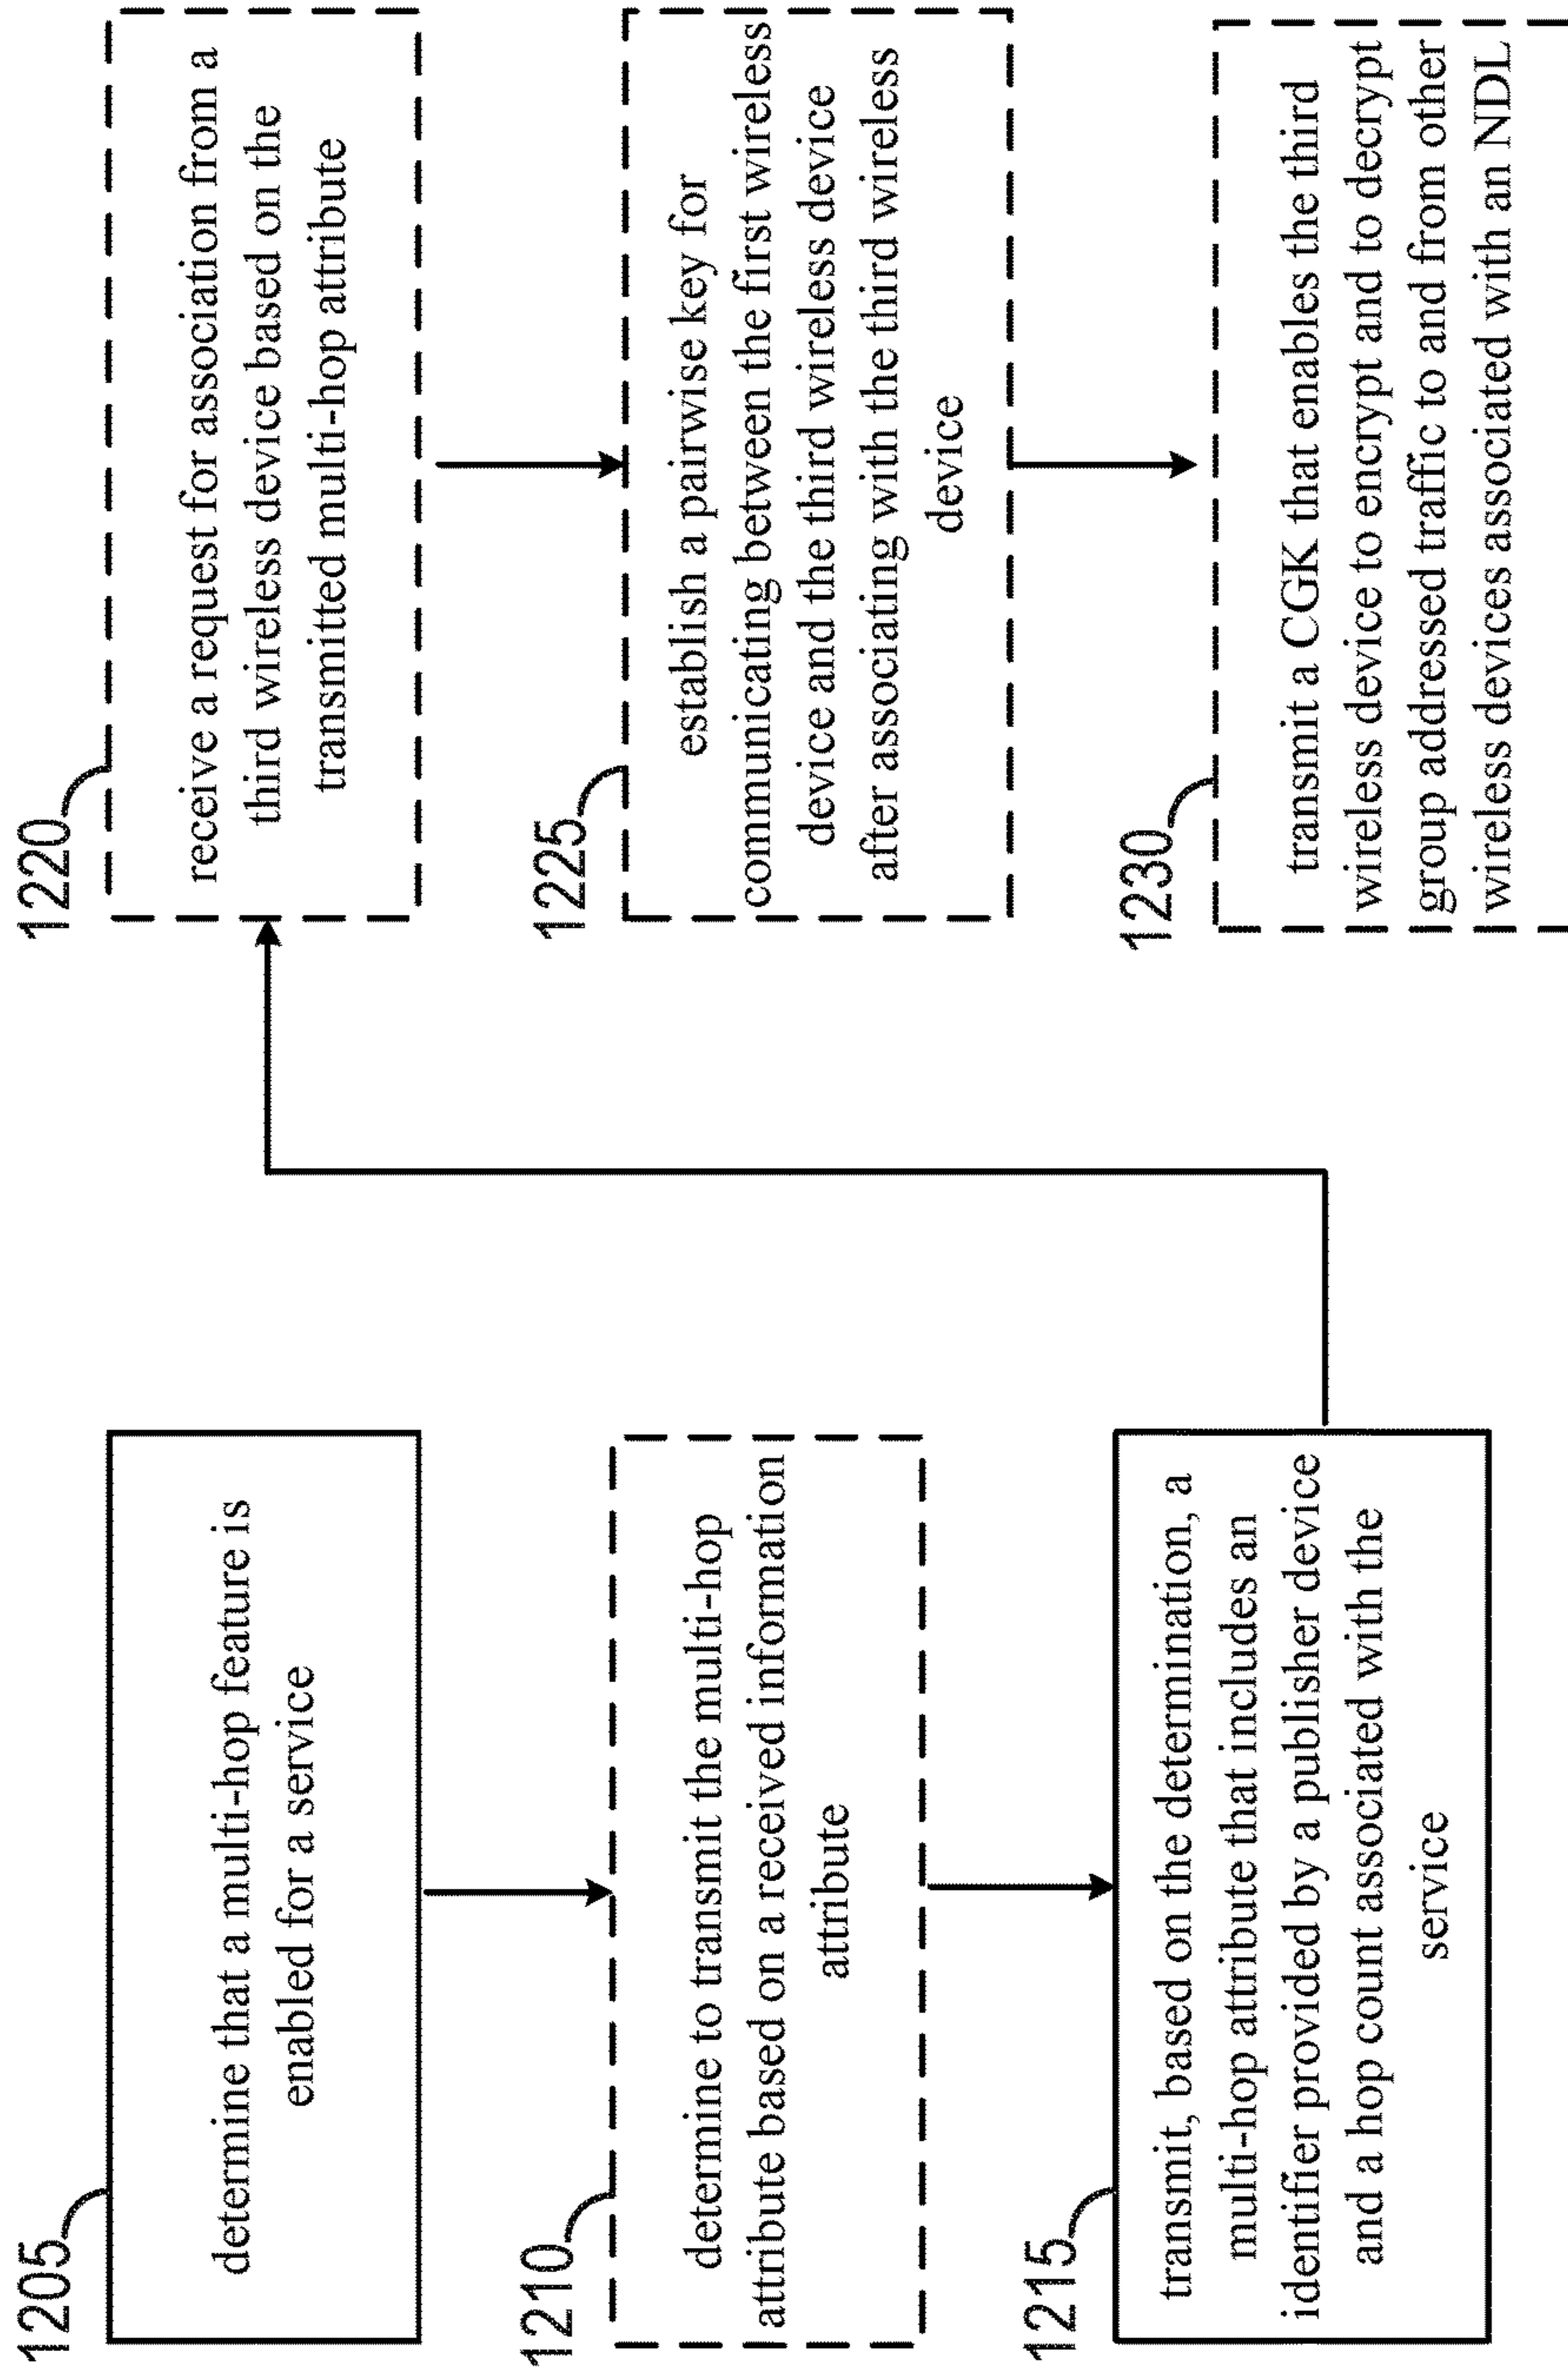 1205
determine that a multi-hop feature is
enabled for a service
1210
determine to transmit the multi-hop
attribute based on a received information
attribute
1215
transmit, based on the determination, a
multi-hop attribute that includes an
identifier provided by a publisher device
and a hop count associated with the
service
1220
receive a request for association from a
third wireless device based on the
transmitted multi-hop attribute
1225
establish a pairwise key for
communicating between the first wireless
device and the third wireless device
after associating with the third wireless
device
1230
transmit a CGK that enables the third
wireless device to encrypt and to decrypt
group addressed traffic to and from other
wireless devices associated with an NDL